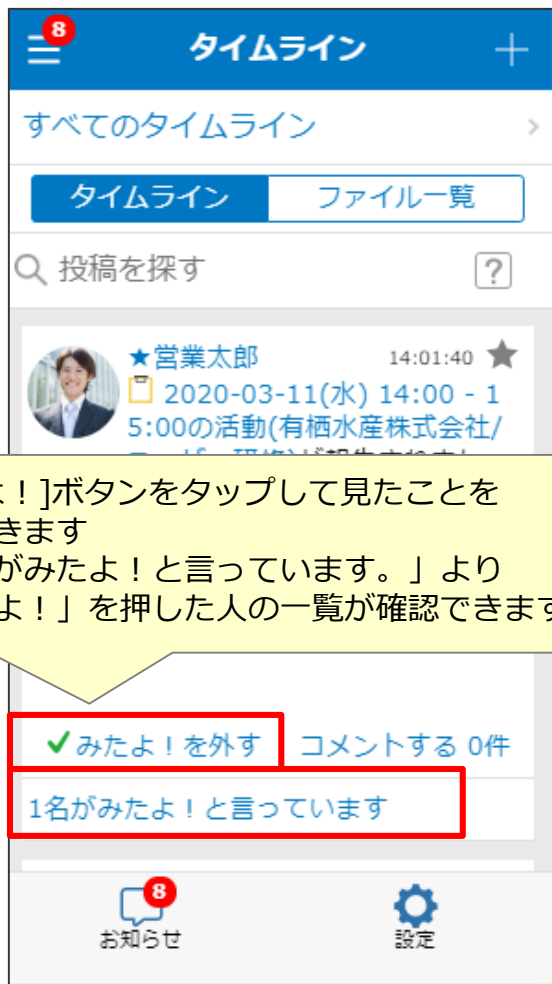 8
タイムライン
すべてのタイムライン
タイムライン ファイル一覧
投稿を探す ?
★営業太郎 14:01:40
2020-03-11(水) 14:00 - 1
5:00の活動(有栖水産株式会社/
よ！]ボタンをタップして見たことを
きます
がみたよ！と言っています。」より
よ！」を押した人の一覧が確認できます
みたよ！を外す コメントする 0件
1名がみたよ！と言っています
8
お知らせ 設定